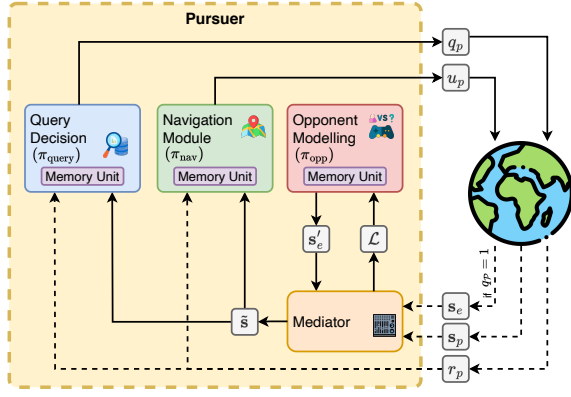 Pursuer
q_p
u_p
Query
Decision
(π_query)
Memory Unit
Navigation
Module
(π_nav)
Memory Unit
VS ?
Opponent
Modelling
(π_opp)
Memory Unit
s′_e
ℒ
if q_p = 1
s̃
Mediator
s_e
s_p
r_p